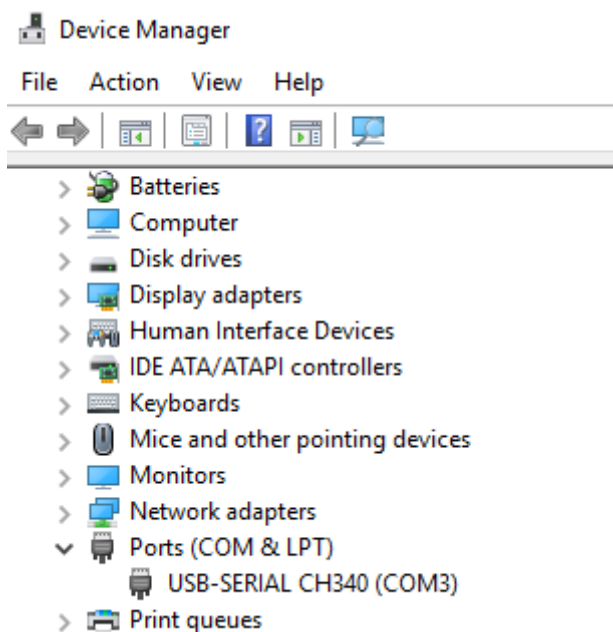 Device Manager
File Action View Help
Batteries
Computer
Disk drives
Display adapters
Human Interface Devices
IDE ATA/ATAPI controllers
Keyboards
Mice and other pointing devices
Monitors
Network adapters
Ports (COM & LPT)
USB-SERIAL CH340 (COM3)
Print queues